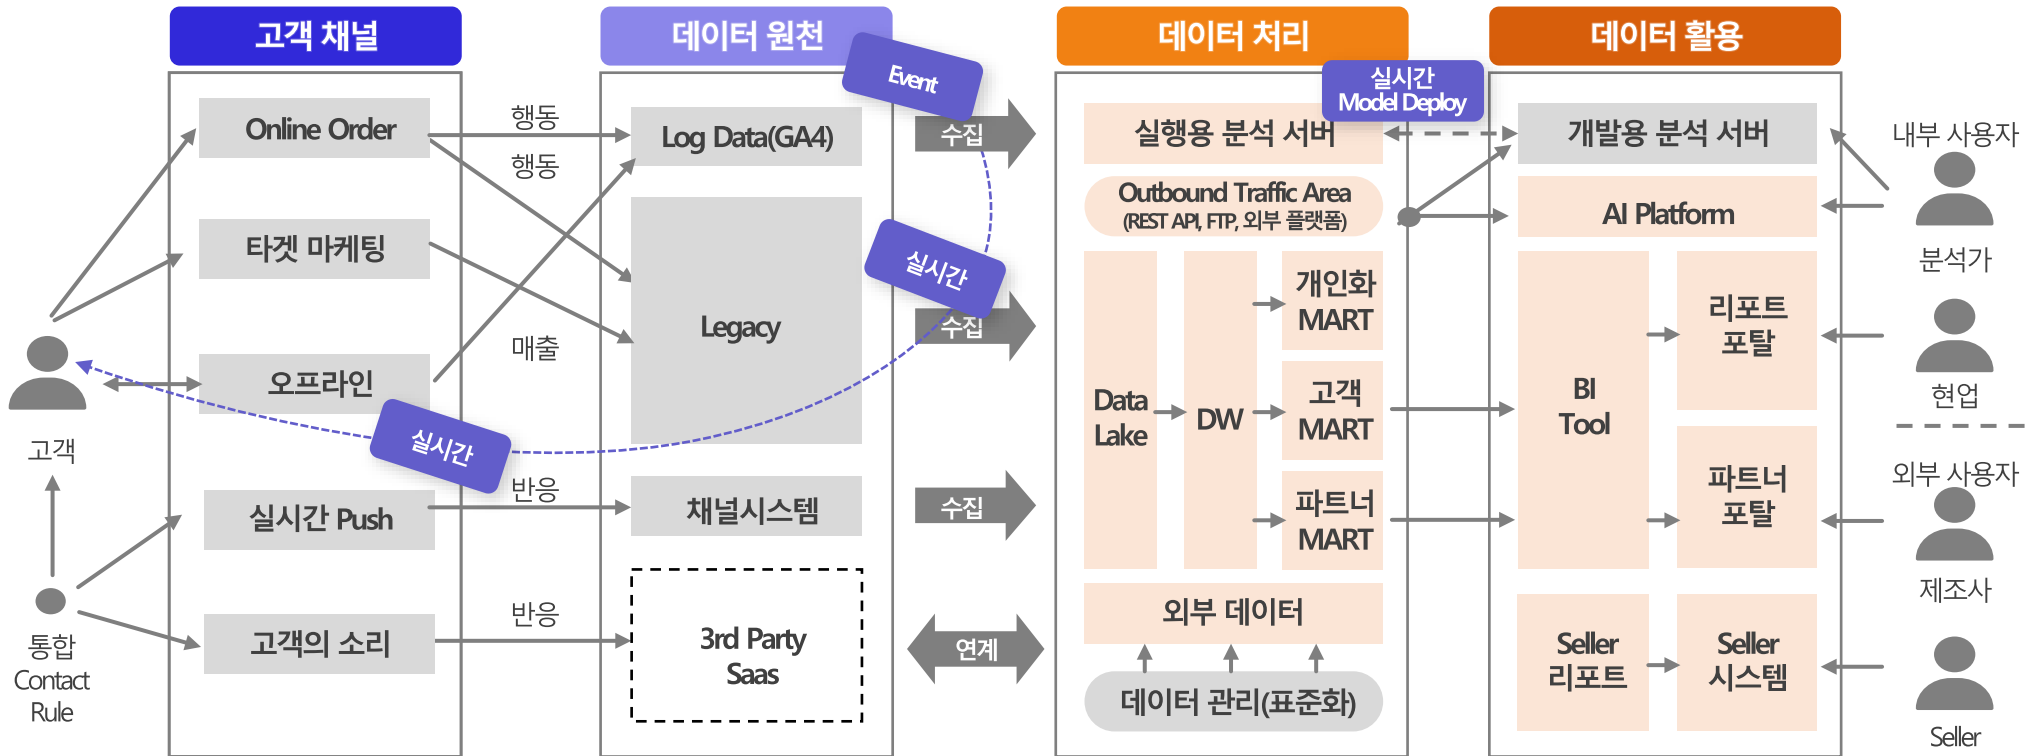 고객 채널
데이터 원천
데이터 처리
데이터 활용
Event
실시간
Model Deploy
Online Order
타겟 마케팅
오프라인
실시간 Push
고객의 소리
고객
통합
Contact
Rule
행동
행동
매출
반응
반응
실시간
실시간
Log Data(GA4)
Legacy
채널시스템
3rd Party
Saas
수집
수집
수집
연계
실행용 분석 서버
Outbound Traffic Area
(REST API, FTP, 외부 플랫폼)
Data
Lake
DW
개인화
MART
고객
MART
파트너
MART
외부 데이터
데이터 관리(표준화)
개발용 분석 서버
AI Platform
BI
Tool
리포트
포탈
파트너
포탈
Seller
리포트
Seller
시스템
내부 사용자
분석가
현업
외부 사용자
제조사
Seller